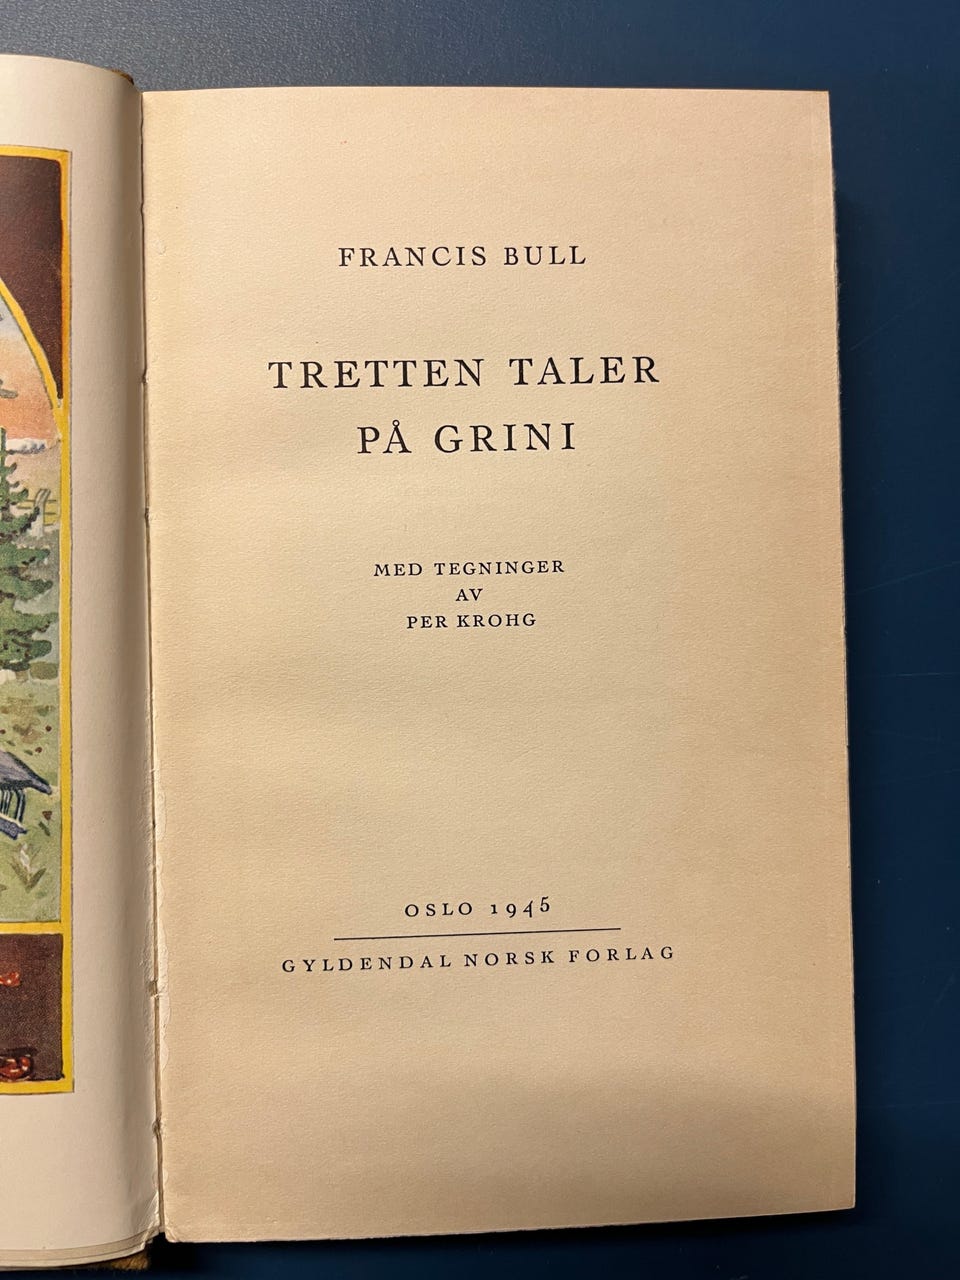 FRANCIS BULL
TRETTEN TALER
PÅ GRINI
MED TEGNINGER
AV
PER KROHG
OSLO 1945
GYLDENDAL NORSK FORLAG